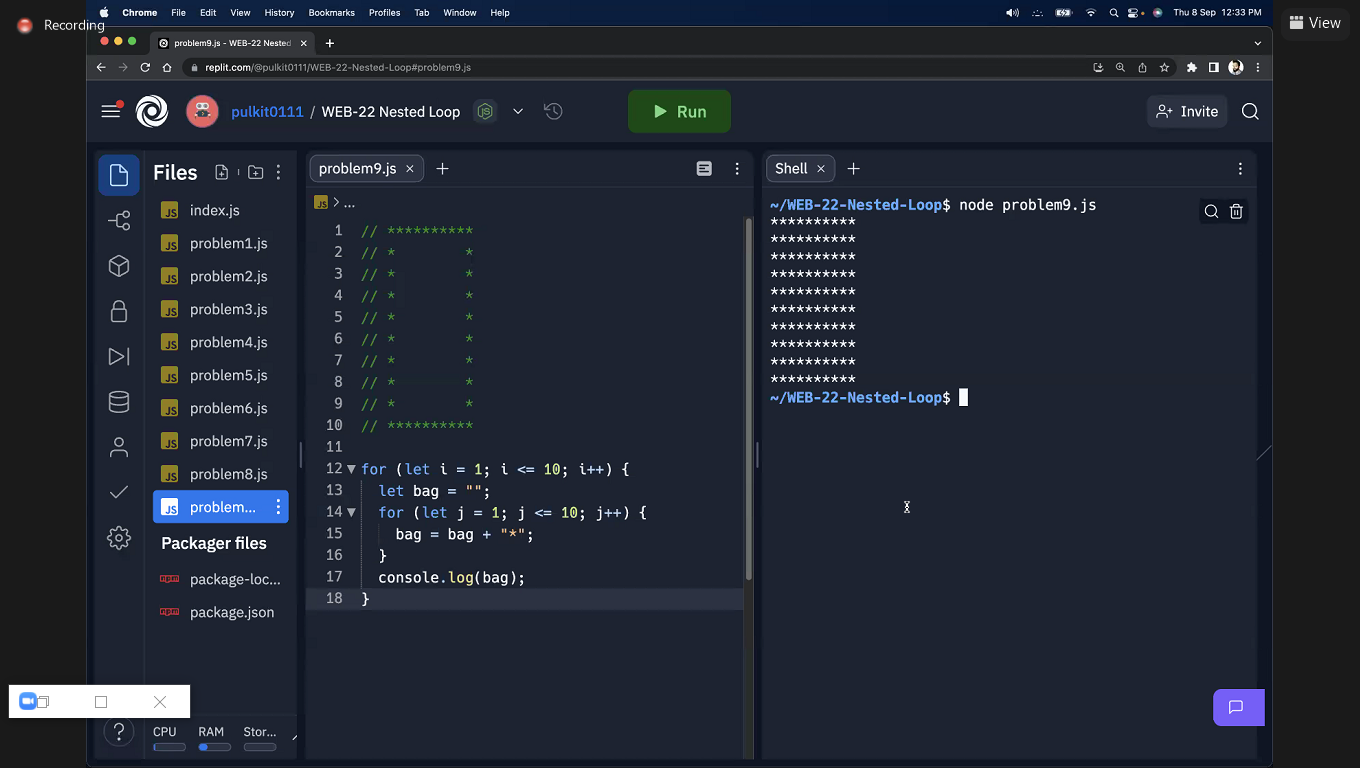 Recording
Chrome File Edit View History Bookmarks Profiles Tab Window Help
Thu 8 Sep 12:33 PM
View
problem9.js - WEB-22 Nested
replit.com/@pulkit0111/WEB-22-Nested-Loop#problem9.js
pulkit0111 / WEB-22 Nested Loop
Run
Invite
Files
index.js
problem1.js
problem2.js
problem3.js
problem4.js
problem5.js
problem6.js
problem7.js
problem8.js
problem...
Packager files
package-loc...
package.json
CPU RAM Stor...
problem9.js
JS > ...
1 // **********
2 // *        *
3 // *        *
4 // *        *
5 // *        *
6 // *        *
7 // *        *
8 // *        *
9 // *        *
10 // **********
11
12 for (let i = 1; i <= 10; i++) {
13   let bag = "";
14   for (let j = 1; j <= 10; j++) {
15     bag = bag + "*";
16   }
17   console.log(bag);
18 }
Shell
~/WEB-22-Nested-Loop$ node problem9.js
**********
**********
**********
**********
**********
**********
**********
**********
**********
**********
~/WEB-22-Nested-Loop$